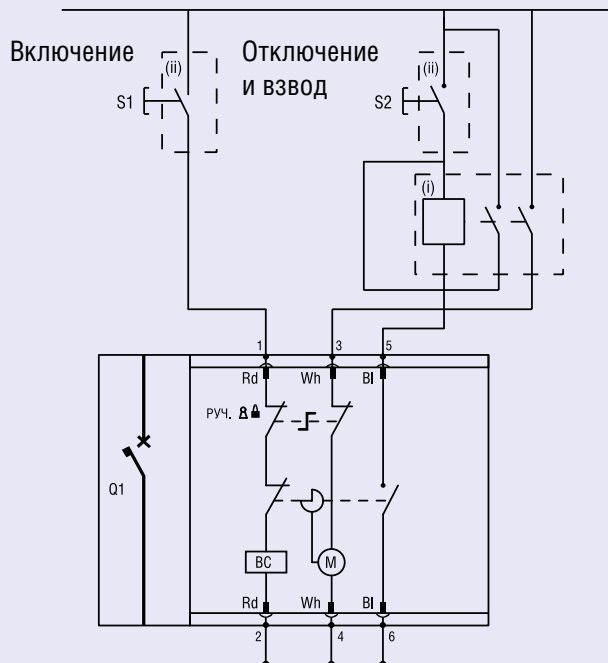 Включение
Отключение
и взвод
(ii)
(ii)
S1
S2
(i)
1
3
5
Rd
Wh
Bl
РУЧ.
Q1
BC
M
Rd
Wh
Bl
2
4
6